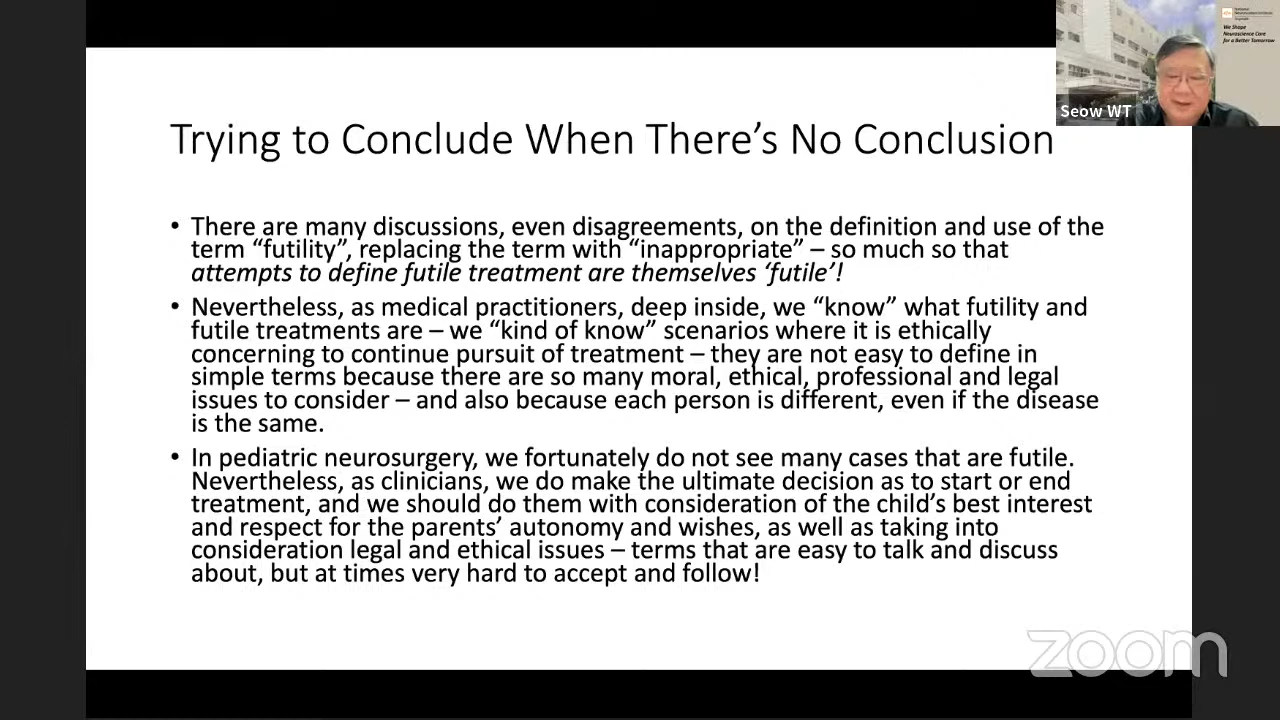 We Shape
Neuroscience Care
for a Better Tomorrow
Seow WT
Trying to Conclude When There's No Conclusion
• There are many discussions, even disagreements, on the definition and use of the
term “futility”, replacing the term with “inappropriate” – so much so that
attempts to define futile treatment are themselves ‘futile’!
• Nevertheless, as medical practitioners, deep inside, we “know” what futility and
futile treatments are – we “kind of know” scenarios where it is ethically
concerning to continue pursuit of treatment – they are not easy to define in
simple terms because there are so many moral, ethical, professional and legal
issues to consider – and also because each person is different, even if the disease
is the same.
• In pediatric neurosurgery, we fortunately do not see many cases that are futile.
Nevertheless, as clinicians, we do make the ultimate decision as to start or end
treatment, and we should do them with consideration of the child’s best interest
and respect for the parents’ autonomy and wishes, as well as taking into
consideration legal and ethical issues – terms that are easy to talk and discuss
about, but at times very hard to accept and follow!
zoom